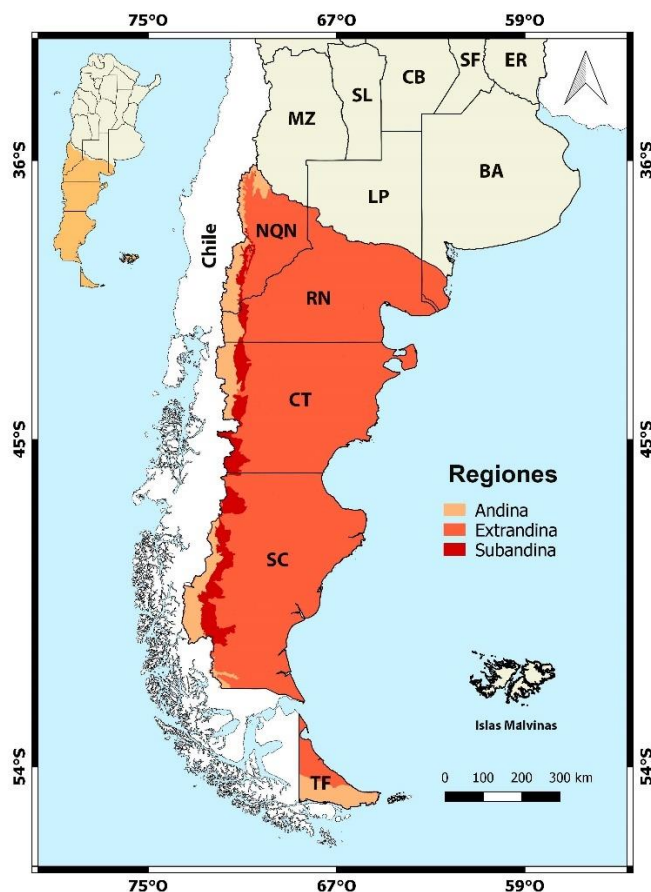 75°S
67°S
59°S
36°S
36°S
45°S
45°S
54°S
54°S
SF
ER
CB
SL
MZ
BA
LP
Chile
NQN
RN
CT
SC
TF
Regiones
Andina
Extrandina
Subandina
Islas Malvinas
0
100
200
300 km
75°S
67°S
59°S